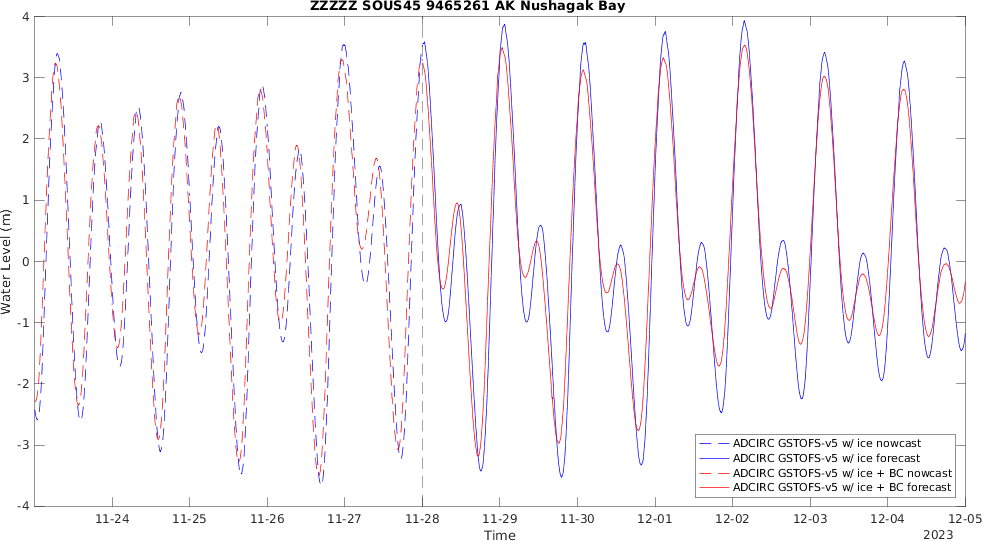 ZZZZZ SOUS45 9465261 AK Nushagak Bay
4
3
2
1
0
-1
-2
-3
-4
Water Level (m)
ADCIRC GSTOFS-v5 w/ ice nowcast
ADCIRC GSTOFS-v5 w/ ice forecast
ADCIRC GSTOFS-v5 w/ ice + BC nowcast
ADCIRC GSTOFS-v5 w/ ice + BC forecast
11-24 11-25 11-26 11-27 11-28 11-29 11-30 12-01 12-02 12-03 12-04 12-05
Time
2023